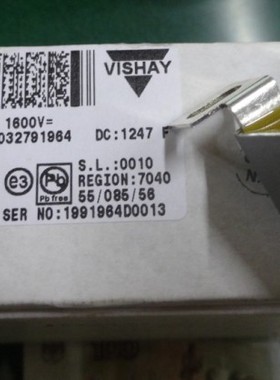 VISHAY
1600V=
032791964 DC:1247 F
S.L.:0010
e3 Pb REGION:7040
Pb free 55/085/56
SER NO:1991964D0013
N.